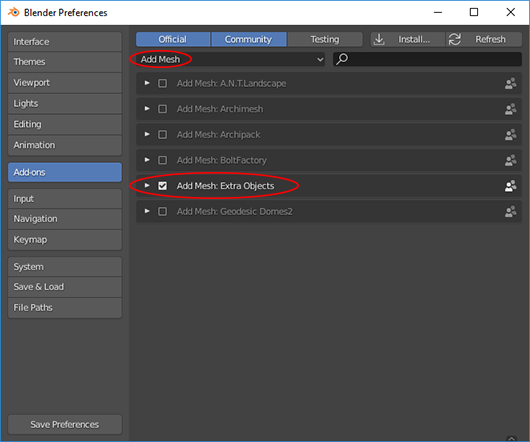 Blender Preferences
Interface
Themes
Viewport
Lights
Editing
Animation
Add-ons
Input
Navigation
Keymap
System
Save & Load
File Paths
Save Preferences
Official Community Testing Install... Refresh
Add Mesh
Add Mesh: A.N.T.Landscape
Add Mesh: Archimesh
Add Mesh: Archipack
Add Mesh: BoltFactory
Add Mesh: Extra Objects
Add Mesh: Geodesic Domes2